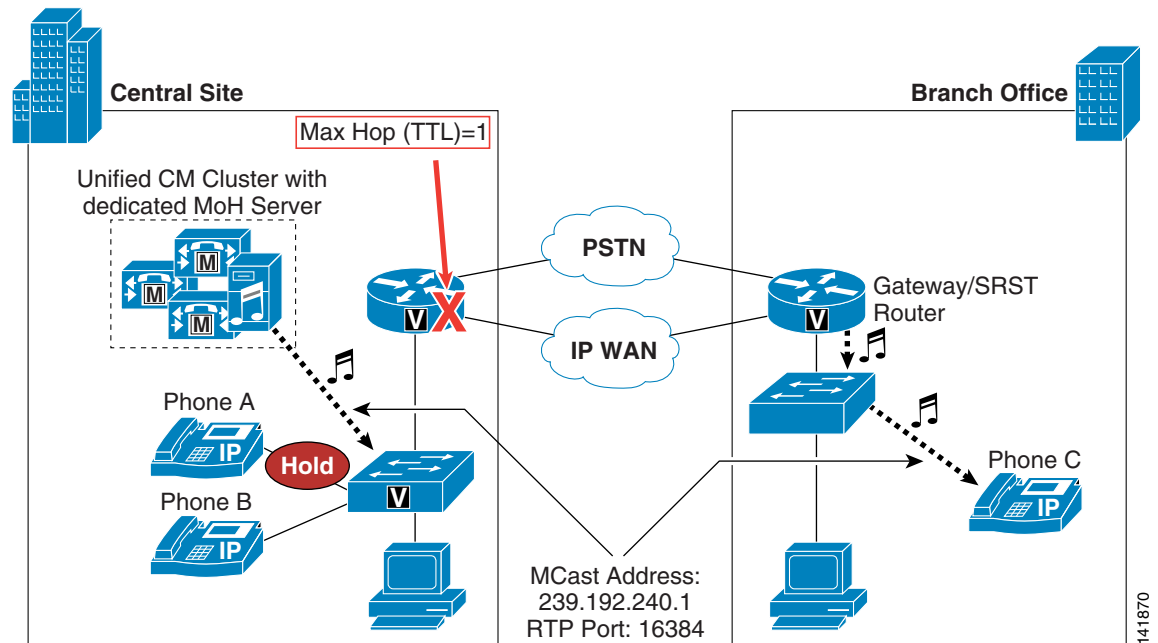 Central Site
Branch Office
Max Hop (TTL)=1
Unified CM Cluster with
dedicated MoH Server
M
M
M
PSTN
IP WAN
V
X
Gateway/SRST
Router
V
Phone A
IP
Hold
V
Phone B
IP
Phone C
IP
MCast Address:
239.192.240.1
RTP Port: 16384
141870